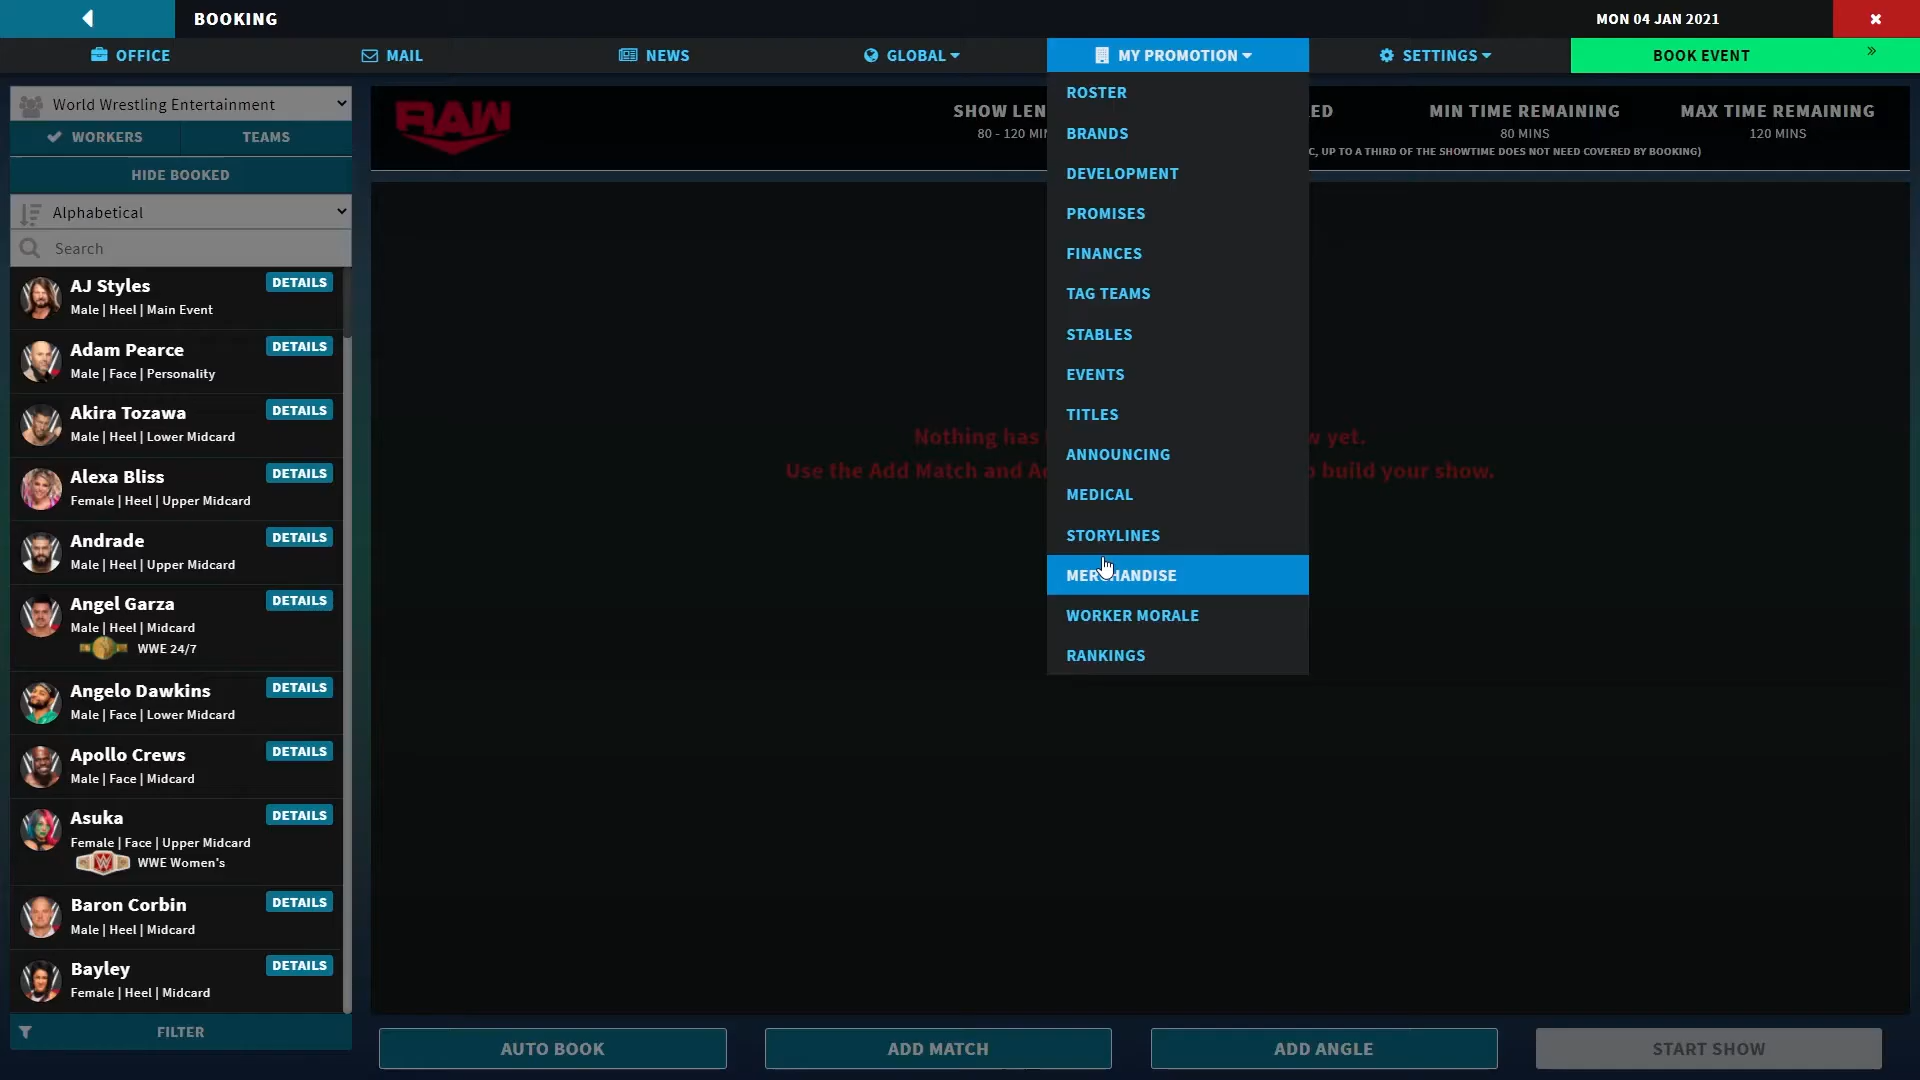 BOOKING
MON 04 JAN 2021
OFFICE
MAIL
NEWS
GLOBAL
MY PROMOTION
SETTINGS
BOOK EVENT
World Wrestling Entertainment
WORKERS
TEAMS
HIDE BOOKED
Alphabetical
Search
AJ Styles
DETAILS
Male | Heel | Main Event
Adam Pearce
DETAILS
Male | Face | Personality
Akira Tozawa
DETAILS
Male | Heel | Lower Midcard
Alexa Bliss
DETAILS
Female | Heel | Upper Midcard
Andrade
DETAILS
Male | Heel | Upper Midcard
Angel Garza
DETAILS
Male | Heel | Midcard
WWE 24/7
Angelo Dawkins
DETAILS
Male | Face | Lower Midcard
Apollo Crews
DETAILS
Male | Face | Midcard
Asuka
DETAILS
Female | Face | Upper Midcard
WWE Women's
Baron Corbin
DETAILS
Male | Heel | Midcard
Bayley
DETAILS
Female | Heel | Midcard
FILTER
RAW
SHOW LEN
80 - 120 MI
ED
MIN TIME REMAINING
80 MINS
MAX TIME REMAINING
120 MINS
C, UP TO A THIRD OF THE SHOWTIME DOES NOT NEED COVERED BY BOOKING)
ROSTER
BRANDS
DEVELOPMENT
PROMISES
FINANCES
TAG TEAMS
STABLES
EVENTS
TITLES
ANNOUNCING
MEDICAL
STORYLINES
MERCHANDISE
WORKER MORALE
RANKINGS
Nothing has
w yet.
Use the Add Match and A
build your show.
AUTO BOOK
ADD MATCH
ADD ANGLE
START SHOW